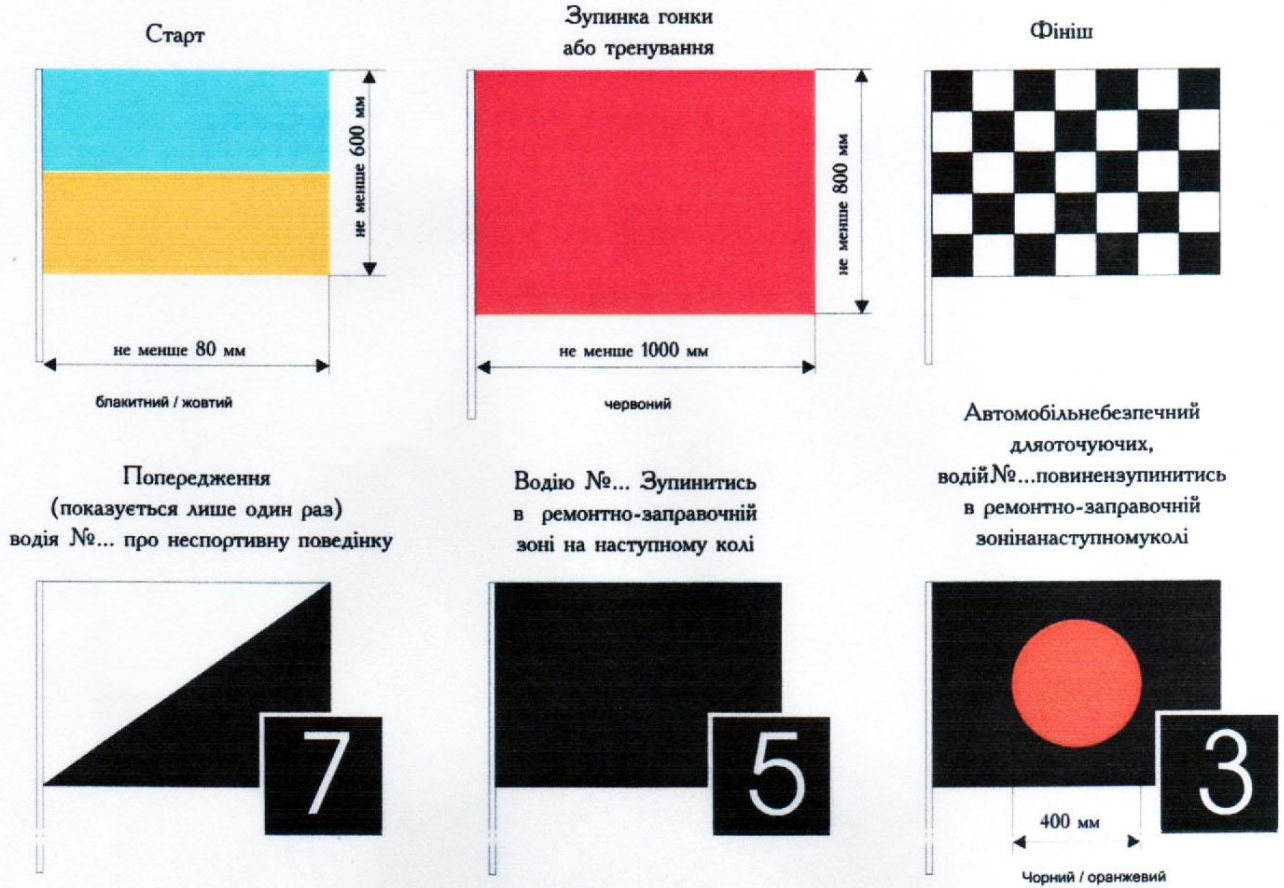 Старт
не менше 600 мм
не менше 80 мм
блакитний / жовтий
Зупинка гонки
або тренування
не менше 800 мм
не менше 1000 мм
червоний
Фініш
Попередження
(показується лише один раз)
водія №... про неспортивну поведінку
7
Водію №... Зупинитись
в ремонтно-заправочній
зоні на наступному колі
5
Автомобільнебезпечний
дляоточуючих,
водій№...повинензупинитись
в ремонтно-заправочній
зонінанаступномуколі
3
400 мм
Чорний / оранжевий